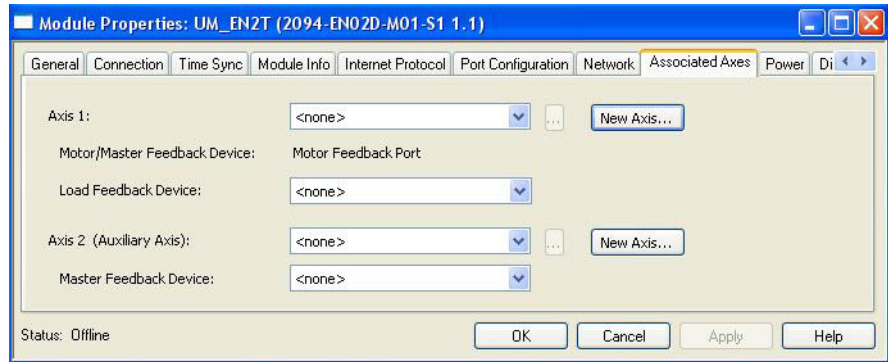 Module Properties: UM_EN2T (2094-EN02D-M01-S1 1.1)
General Connection Time Sync Module Info Internet Protocol Port Configuration Network Associated Axes Power Di
Axis 1: <none> ... New Axis...
Motor/Master Feedback Device: Motor Feedback Port
Load Feedback Device: <none>
Axis 2 (Auxiliary Axis): <none> ... New Axis...
Master Feedback Device: <none>
Status: Offline OK Cancel Apply Help